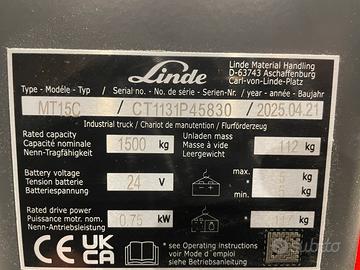 Linde
Linde Material Handling
D-63743 Aschaffenburg
Carl-von-Linde-Platz
Type - Modèle - Typ / Serial no. - No. de série - Serien-Nr. / year - année - Baujahr
MT15C / CT1131P45830 / 2025.04.21
Industrial truck / Chariot de manutention / Flurförderzeug
Rated capacity
Capacité nominale
Nenn-Tragfähigkeit
1500 kg
Unladen mass
Masse à vide
Leergewicht
112 kg
Battery voltage
Tension batterie
Batteriespannung
24 V
max. kg
min. kg
Rated drive power
Puissance motr. nom.
Nenn-Antriebsleistung
0.75 kW
kg
CE UKCA
* see Operating instructions
voir Mode d'emploi
siehe Betriebsanleitung
Subito